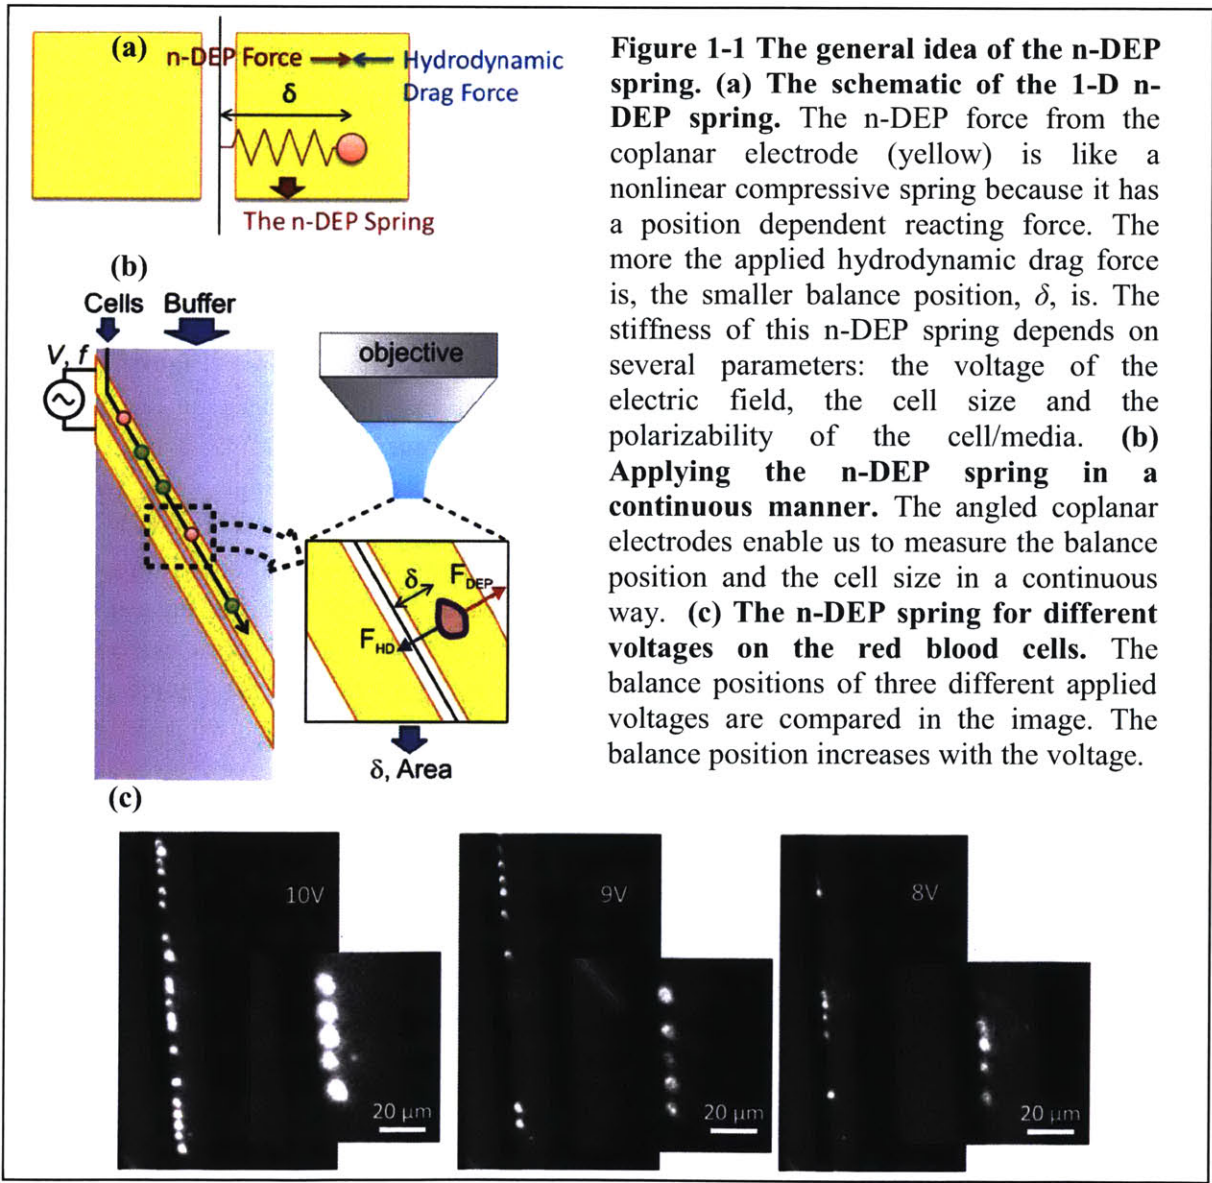 (a)
n-DEP Force
Hydrodynamic
Drag Force
δ
The n-DEP Spring
(b)
Cells Buffer
V, f
objective
δ
F_DEP
F_HD
δ, Area
Figure 1-1 The general idea of the n-DEP
spring. (a) The schematic of the 1-D n-
DEP spring. The n-DEP force from the
coplanar electrode (yellow) is like a
nonlinear compressive spring because it has
a position dependent reacting force. The
more the applied hydrodynamic drag force
is, the smaller balance position, δ, is. The
stiffness of this n-DEP spring depends on
several parameters: the voltage of the
electric field, the cell size and the
polarizability of the cell/media. (b)
Applying the n-DEP spring in a
continuous manner. The angled coplanar
electrodes enable us to measure the balance
position and the cell size in a continuous
way. (c) The n-DEP spring for different
voltages on the red blood cells. The
balance positions of three different applied
voltages are compared in the image. The
balance position increases with the voltage.
(c)
10V
20 µm
9V
20 µm
8V
20 µm